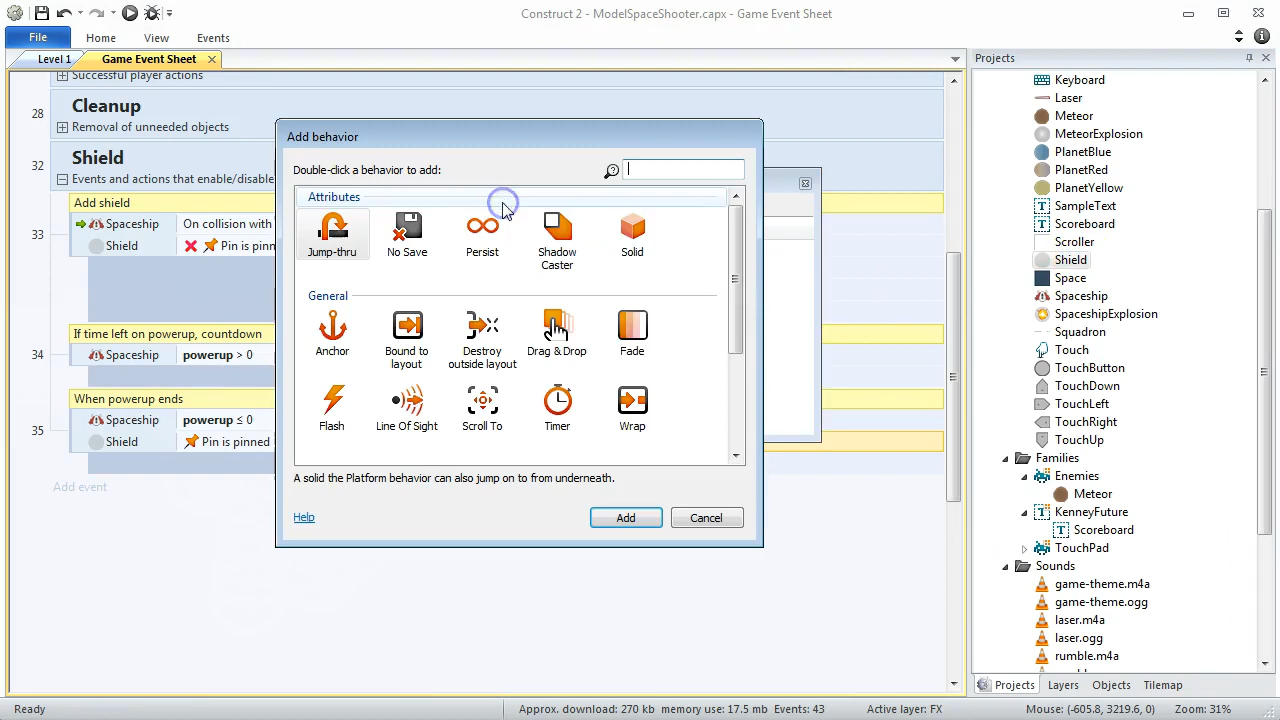 Construct 2 - ModelSpaceShooter.capx - Game Event Sheet
File
Home
View
Events
Level 1
Game Event Sheet
Successful player actions
28
Cleanup
Removal of unneeded objects
32
Shield
Events and actions that enable/disable
Add shield
33
Spaceship
On collision with
Shield
Pin is pin
If time left on powerup, countdown
34
Spaceship
powerup > 0
When powerup ends
35
Spaceship
powerup ≤ 0
Shield
Pin is pinned
Add event
Add behavior
Double-click a behavior to add:
Attributes
Jump-thru
No Save
Persist
Shadow
Caster
Solid
General
Anchor
Bound to
layout
Destroy
outside layout
Drag & Drop
Fade
Flash
Line Of Sight
Scroll To
Timer
Wrap
A solid the Platform behavior can also jump on to from underneath.
Help
Add
Cancel
Projects
Keyboard
Laser
Meteor
MeteorExplosion
PlanetBlue
PlanetRed
PlanetYellow
SampleText
Scoreboard
Scroller
Shield
Space
Spaceship
SpaceshipExplosion
Squadron
Touch
TouchButton
TouchDown
TouchLeft
TouchRight
TouchUp
Families
Enemies
Meteor
KenneyFuture
Scoreboard
TouchPad
Sounds
game-theme.m4a
game-theme.ogg
laser.m4a
laser.ogg
rumble.m4a
Projects
Layers
Objects
Tilemap
Ready
Approx. download: 270 kb
memory use: 17.5 mb
Events: 43
Active layer: FX
Mouse: (-605.8, 3219.6, 0)
Zoom: 31%